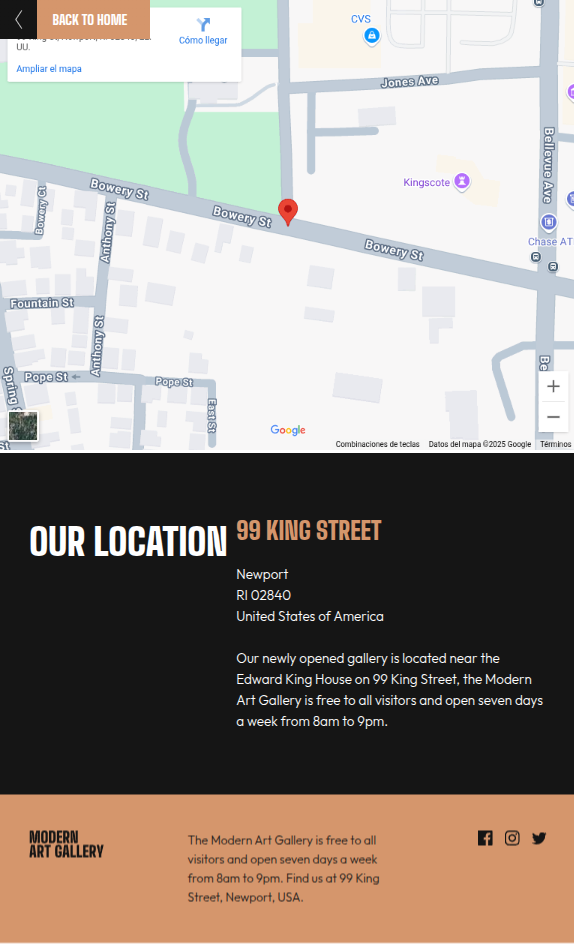 BACK TO HOME
UU.
Cómo llegar
Ampliar el mapa
CVS
Jones Ave
Bellevue Ave
Kingscote
Bowery St
Bowery St
Bowery St
Bowery Ct
Anthony St
Chase AT
Fountain St
Anthony St
Spring
Pope St
Pope St
East St
Be
St
Google
Combinaciones de teclas
Datos del mapa ©2025 Google
Términos
OUR LOCATION
99 KING STREET
Newport
RI 02840
United States of America
Our newly opened gallery is located near the
Edward King House on 99 King Street, the Modern
Art Gallery is free to all visitors and open seven days
a week from 8am to 9pm.
MODERN
ART GALLERY
The Modern Art Gallery is free to all
visitors and open seven days a week
from 8am to 9pm. Find us at 99 King
Street, Newport, USA.